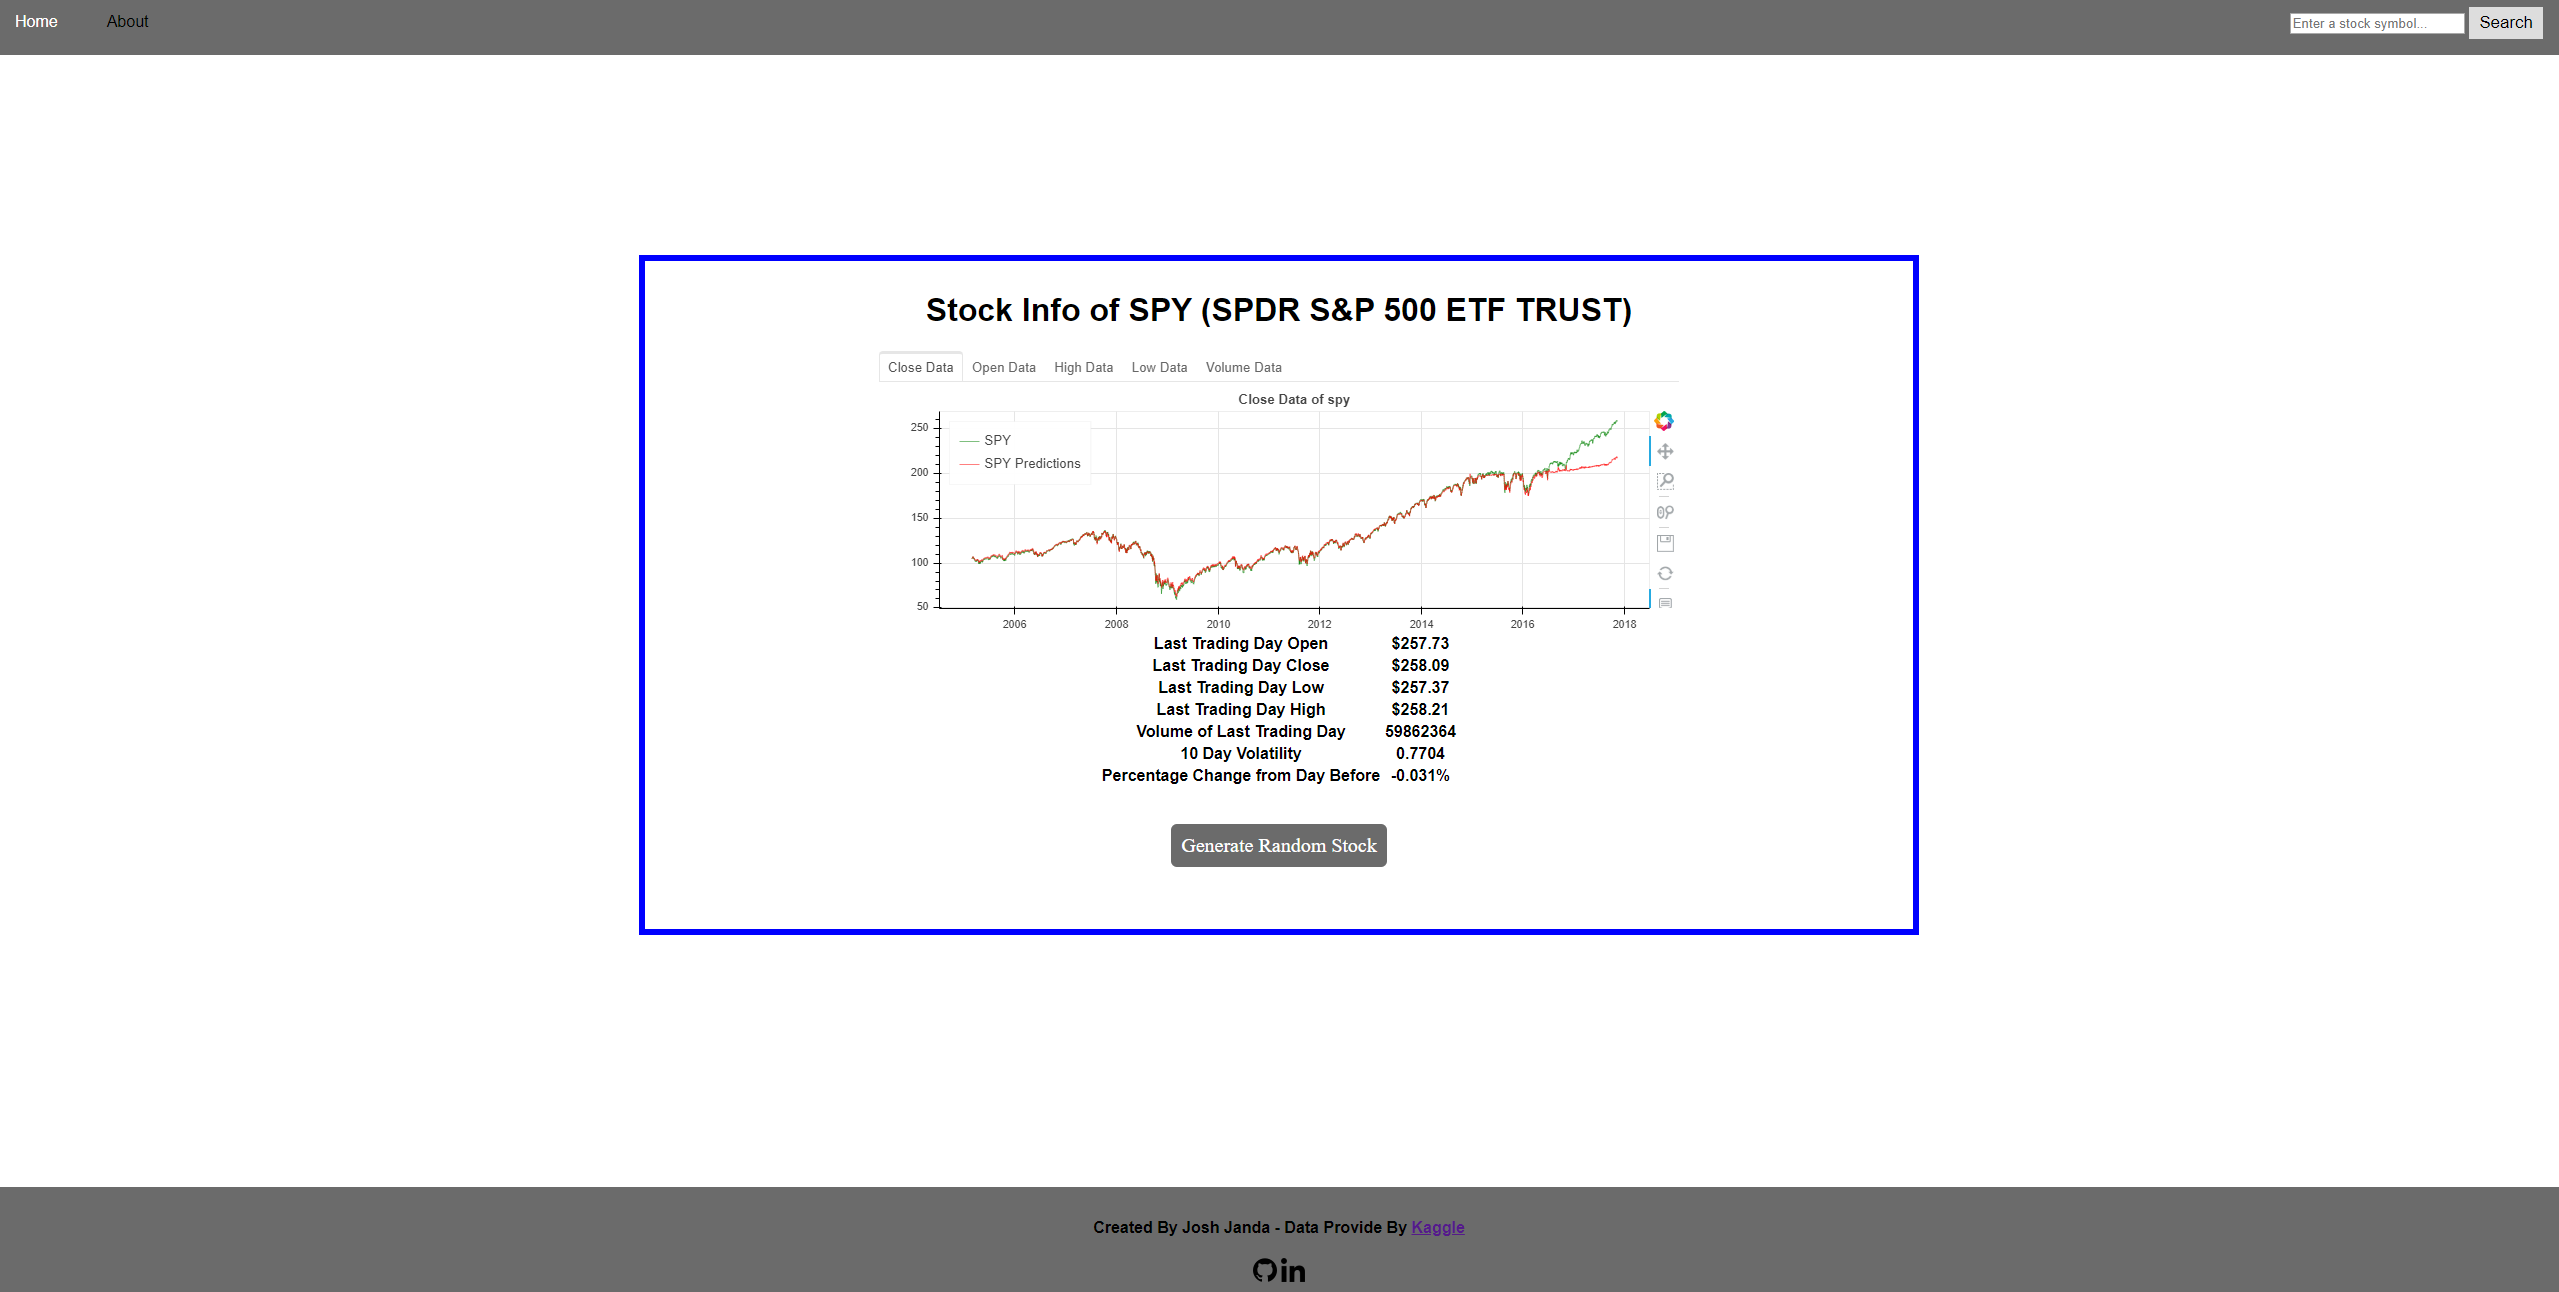 Home About Enter a stock symbol... Search
Stock Info of SPY (SPDR S&P 500 ETF TRUST)
Close Data Open Data High Data Low Data Volume Data
Close Data of spy
SPY
SPY Predictions
250
200
150
100
50
2006 2008 2010 2012 2014 2016 2018
Last Trading Day Open $257.73
Last Trading Day Close $258.09
Last Trading Day Low $257.37
Last Trading Day High $258.21
Volume of Last Trading Day 59862364
10 Day Volatility 0.7704
Percentage Change from Day Before -0.031%
Generate Random Stock
Created By Josh Janda - Data Provide By Kaggle